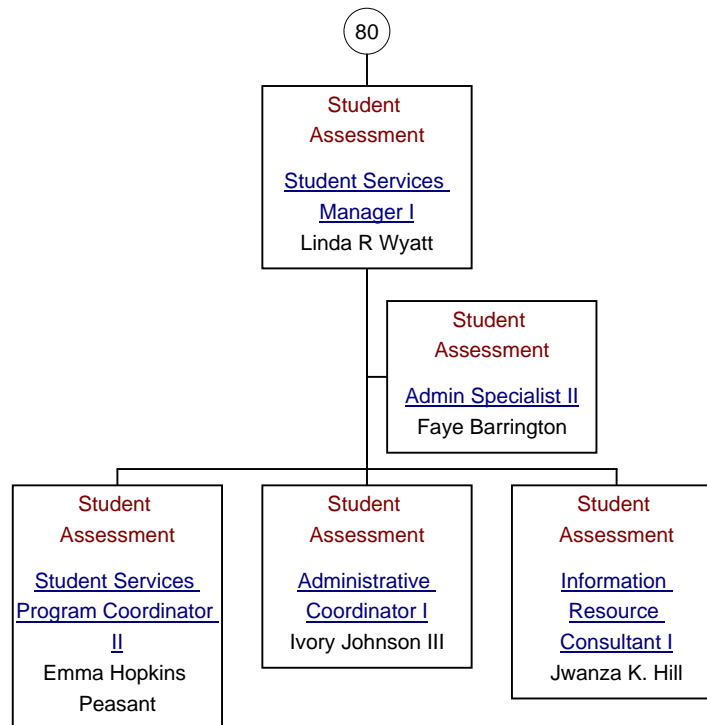 80
Student
Assessment
Student Services
Manager I
Linda R Wyatt
Student
Assessment
Admin Specialist II
Faye Barrington
Student
Assessment
Student Services
Program Coordinator
II
Emma Hopkins
Peasant
Student
Assessment
Administrative
Coordinator I
Ivory Johnson III
Student
Assessment
Information
Resource
Consultant I
Jwanza K. Hill